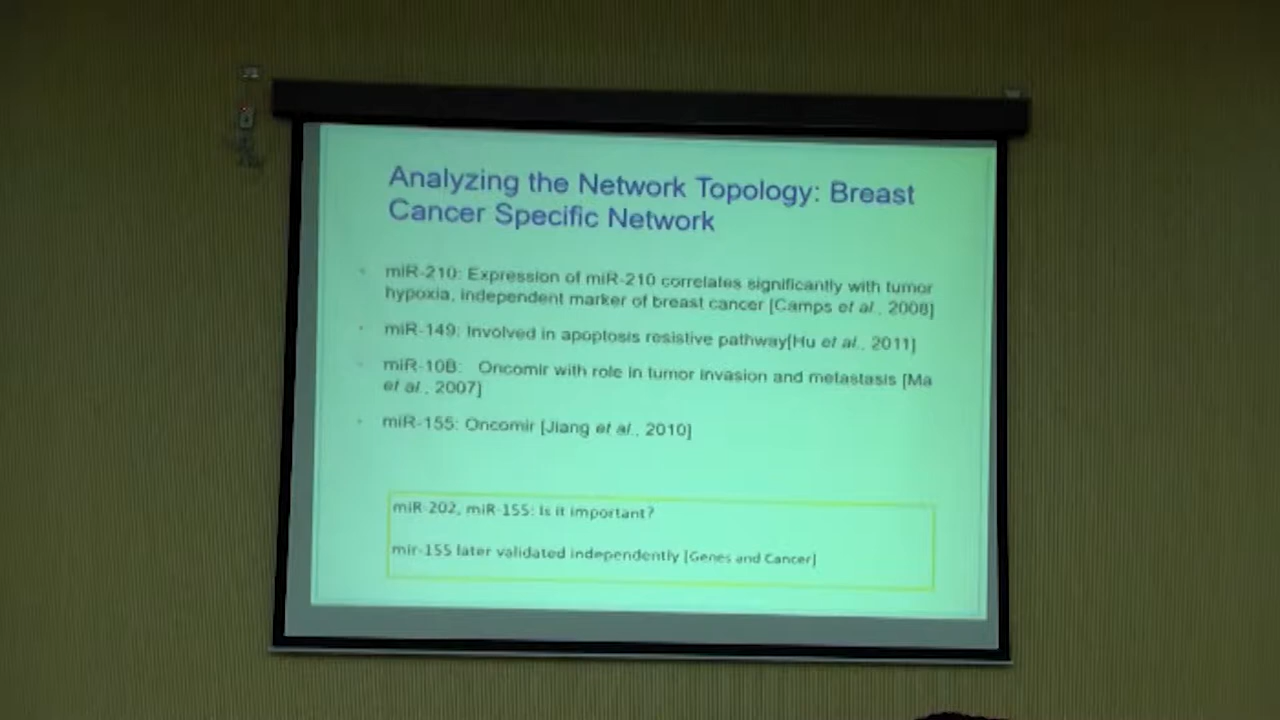 Analyzing the Network Topology: Breast
Cancer Specific Network
miR-210: Expression of miR-210 correlates significantly with tumor
hypoxia, independent marker of breast cancer [Camps et al., 2008]
miR-149: Involved in apoptosis resistive pathway[Hu et al., 2011]
miR-10B: Oncomir with role in tumor invasion and metastasis [Ma
et al., 2007]
miR-155: Oncomir [Jiang et al., 2010]
miR-202, miR-155: Is it important?
mir-155 later validated independently [Genes and Cancer]